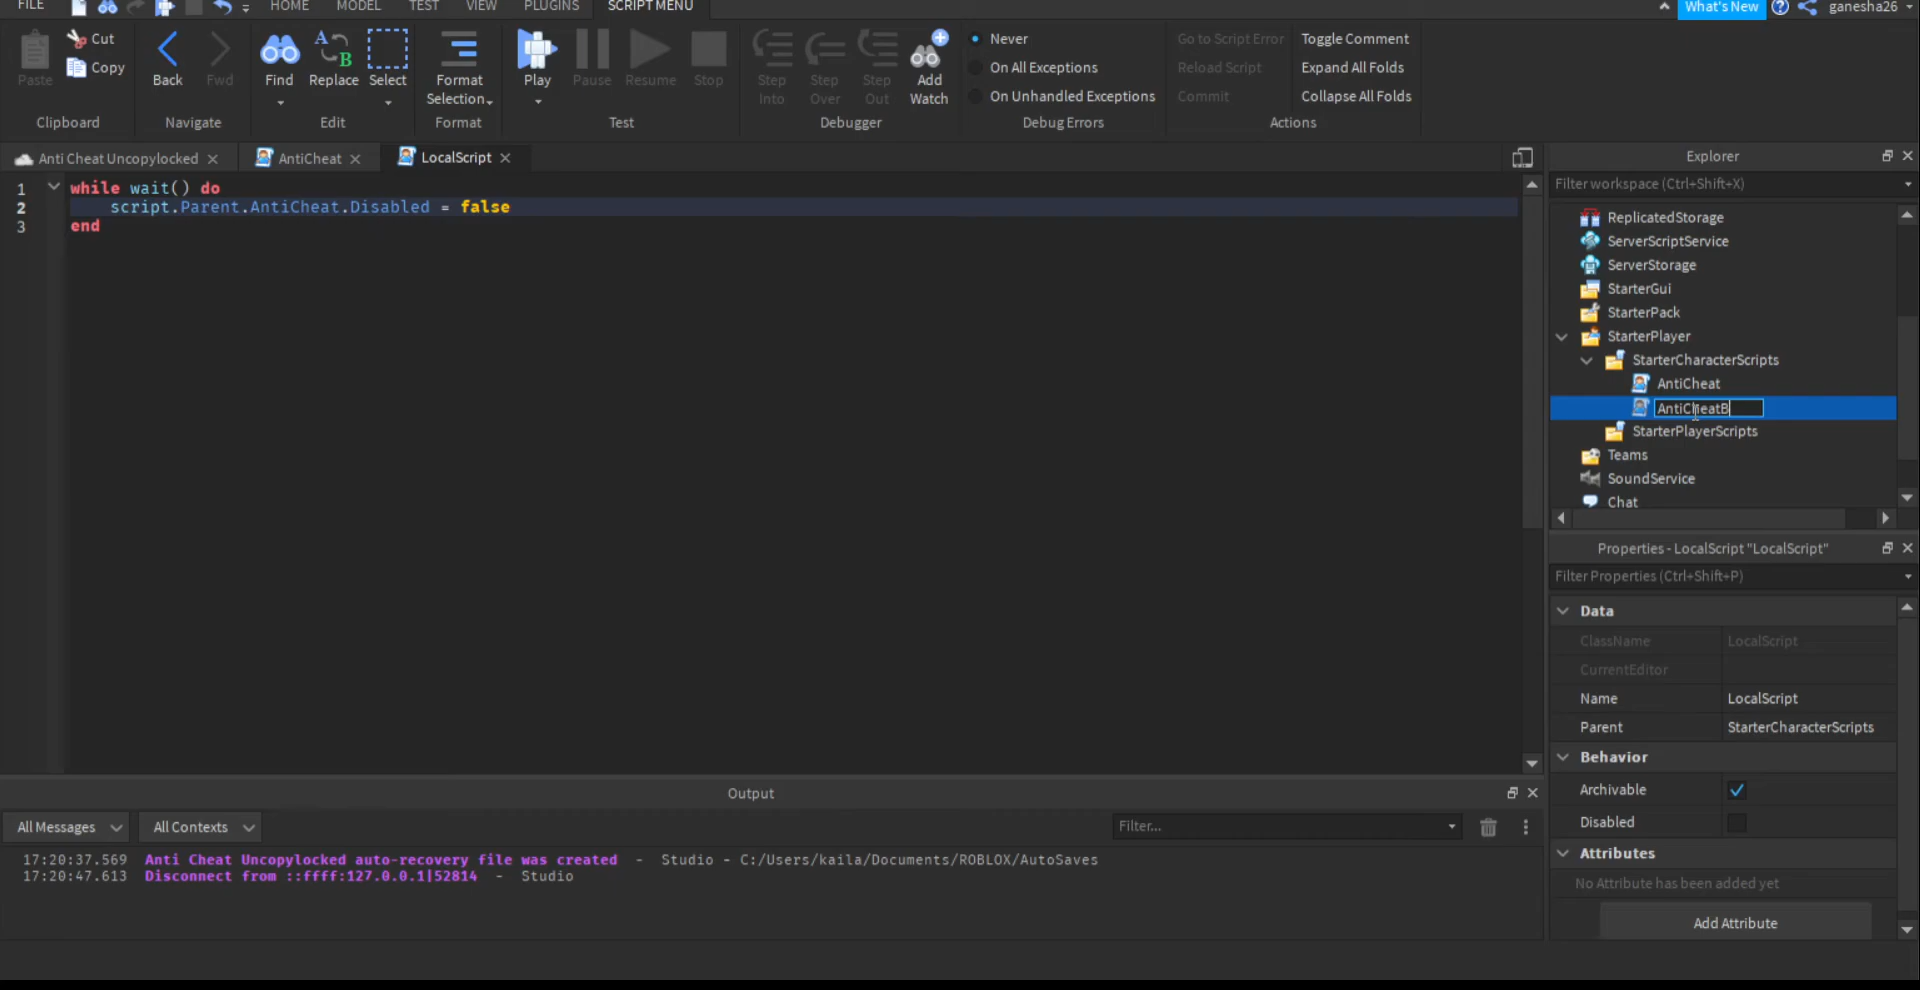 FILE HOME MODEL TEST VIEW PLUGINS SCRIPT MENU What's New ganesha26
Paste Cut Copy Clipboard
Back Fwd Navigate
Find Replace Select Edit
Format Selection Format
Play Pause Resume Stop Test
Step Into Step Over Step Out Add Watch Debugger
Never
On All Exceptions
On Unhandled Exceptions
Debug Errors
Go to Script Error Toggle Comment
Reload Script Expand All Folds
Commit Collapse All Folds
Actions
Anti Cheat Uncopylocked AntiCheat LocalScript
1 while wait() do
2 script.Parent.AntiCheat.Disabled = false
3 end
Explorer
Filter workspace (Ctrl+Shift+X)
ReplicatedStorage
ServerScriptService
ServerStorage
StarterGui
StarterPack
StarterPlayer
StarterCharacterScripts
AntiCheat
AntiCheatB
StarterPlayerScripts
Teams
SoundService
Chat
Properties - LocalScript "LocalScript"
Filter Properties (Ctrl+Shift+P)
Data
ClassName LocalScript
CurrentEditor
Name LocalScript
Parent StarterCharacterScripts
Behavior
Archivable
Disabled
Attributes
No Attribute has been added yet
Add Attribute
Output
All Messages All Contexts Filter...
17:20:37.569 Anti Cheat Uncopylocked auto-recovery file was created - Studio - C:/Users/kaila/Documents/ROBLOX/AutoSaves
17:20:47.613 Disconnect from ::ffff:127.0.0.1|52814 - Studio